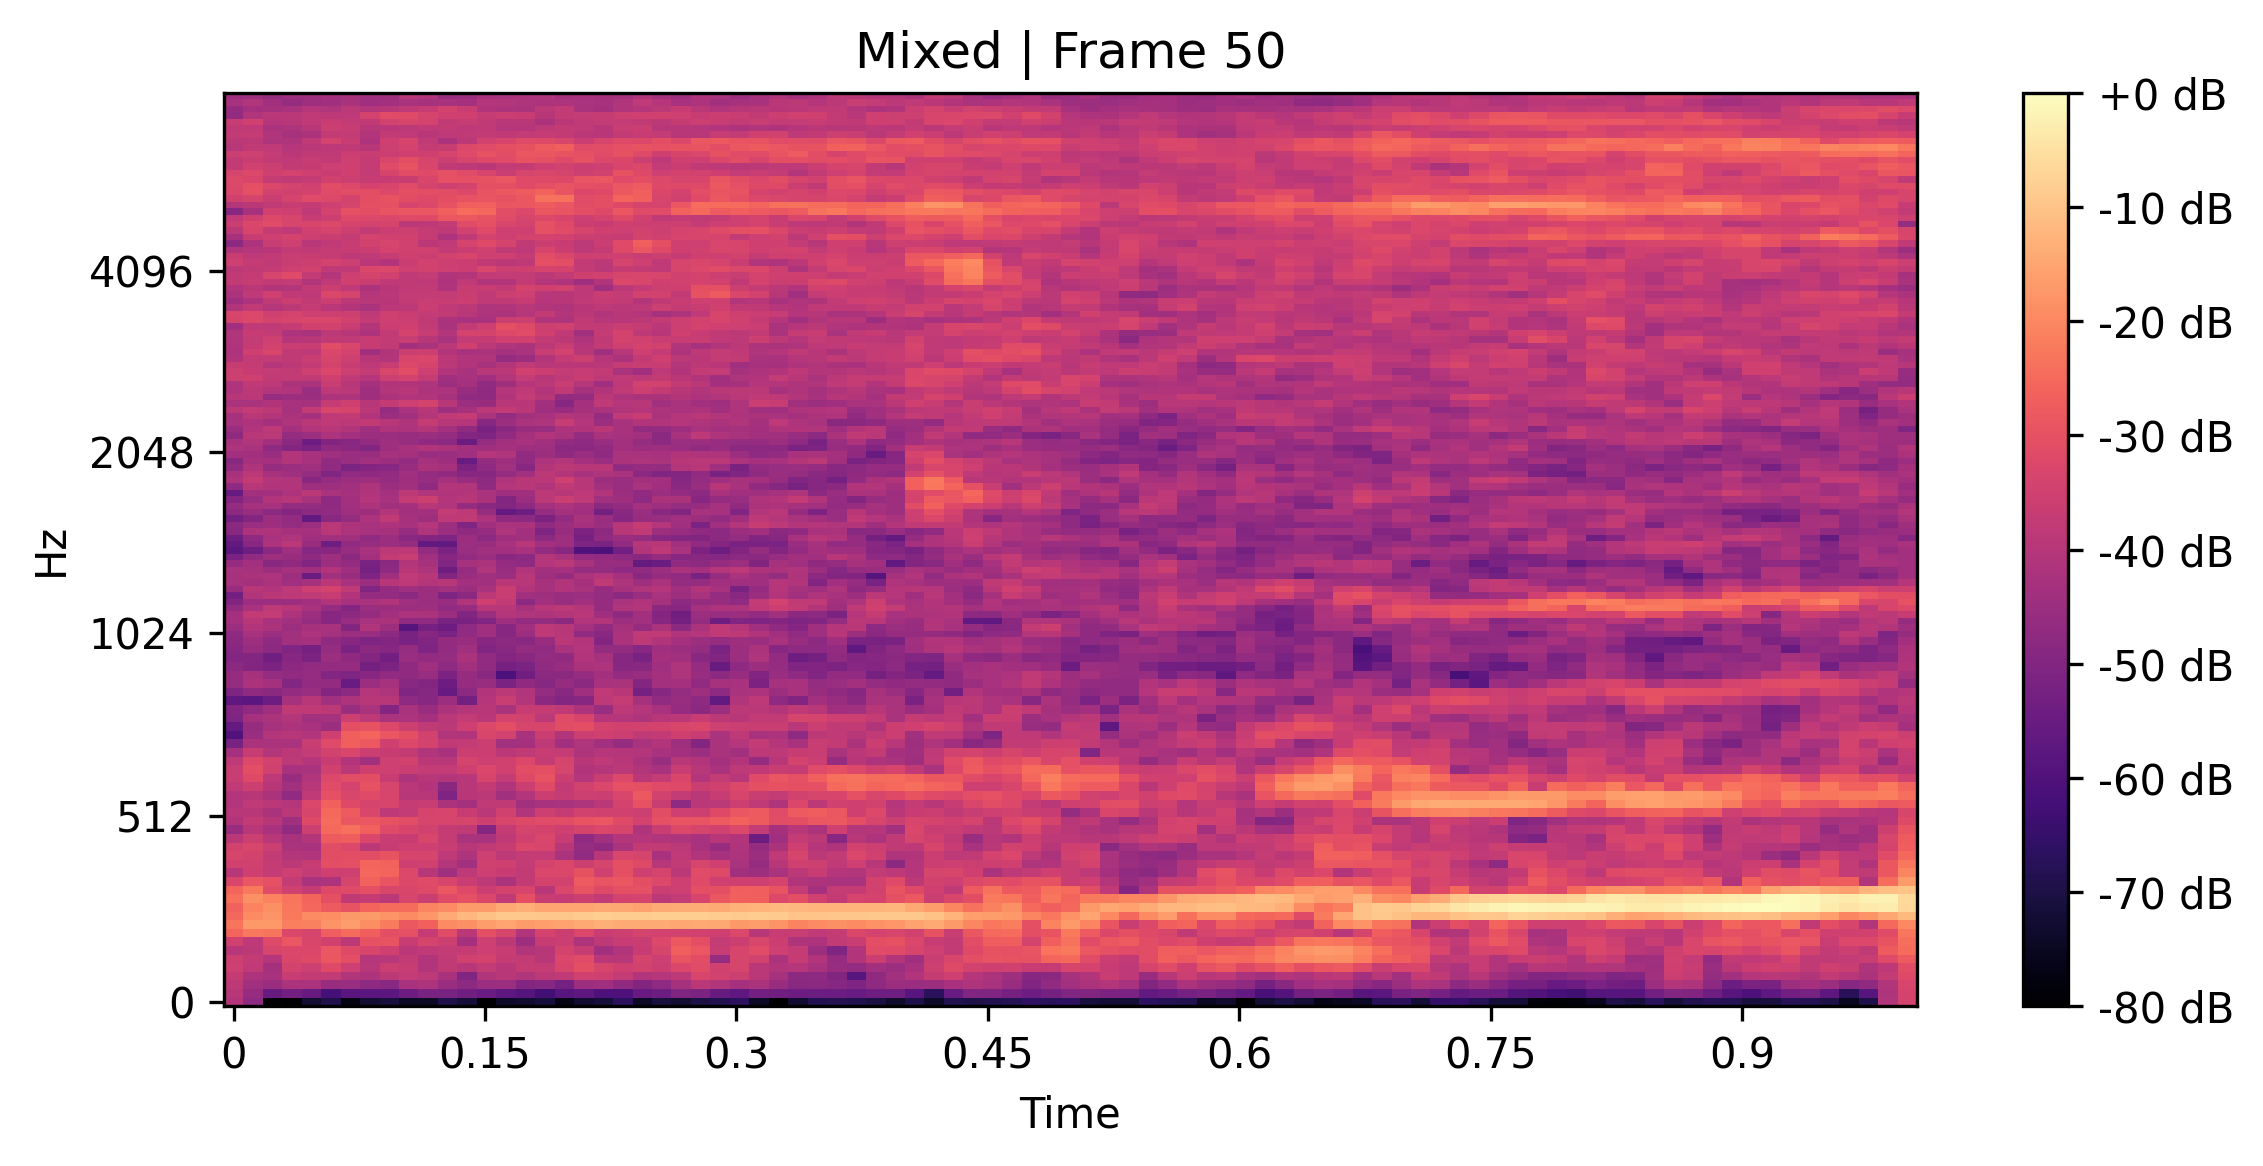 Mixed | Frame 50
Hz
4096
2048
1024
512
0
0 0.15 0.3 0.45 0.6 0.75 0.9
Time
+0 dB
-10 dB
-20 dB
-30 dB
-40 dB
-50 dB
-60 dB
-70 dB
-80 dB